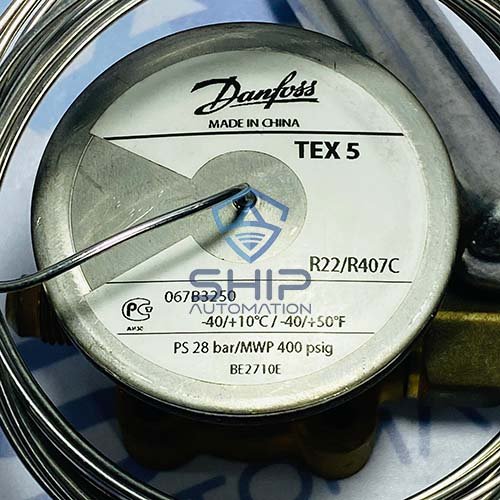 Danfoss
MADE IN CHINA
TEX 5
R22/R407C
SHIP
067B3250
AUTOMATION
-40/+10°C / -40/+50°F
PS 28 bar/MWP 400 psig
BE2710E